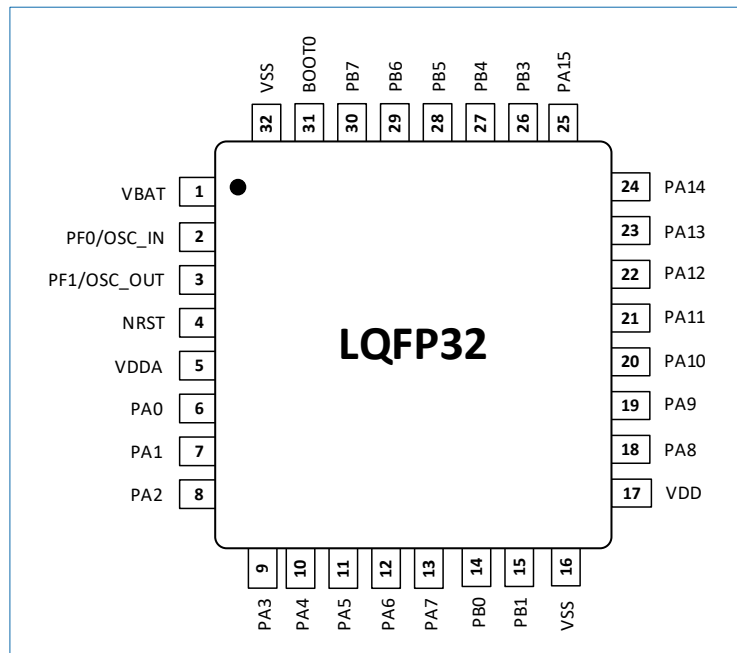 VSS BOOT0 PB7 PB6 PB5 PB4 PB3 PA15
32 31 30 29 28 27 26 25
VBAT 1
PF0/OSC_IN 2
PF1/OSC_OUT 3
NRST 4
VDDA 5
PA0 6
PA1 7
PA2 8
LQFP32
24 PA14
23 PA13
22 PA12
21 PA11
20 PA10
19 PA9
18 PA8
17 VDD
9 10 11 12 13 14 15 16
PA3 PA4 PA5 PA6 PA7 PB0 PB1 VSS